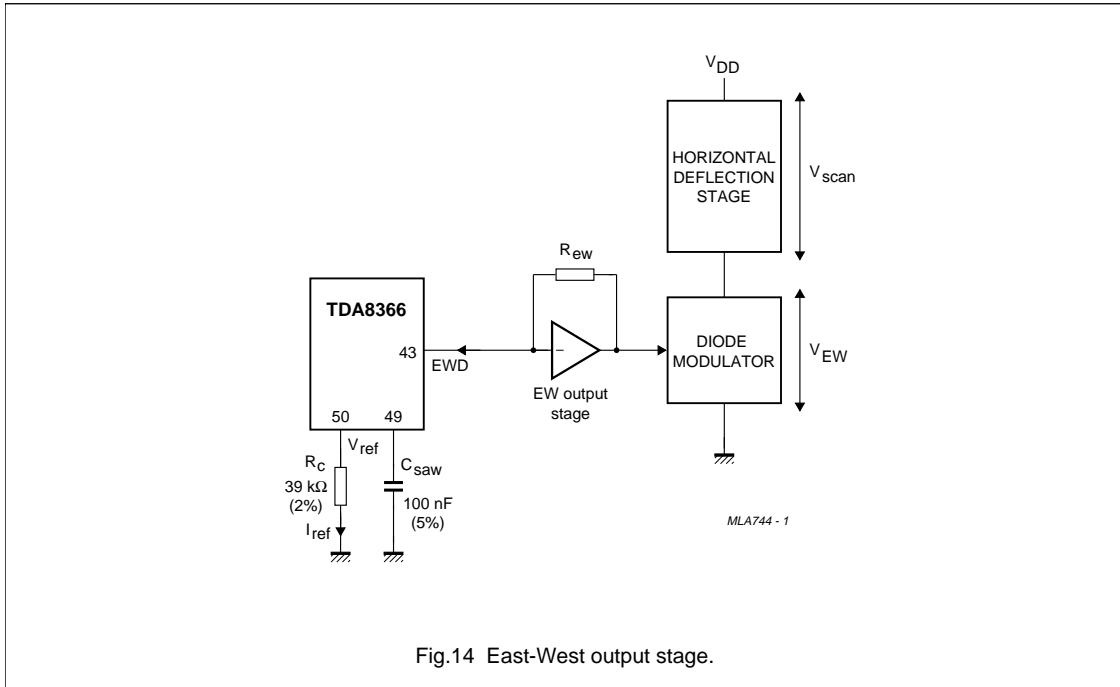 V_DD
HORIZONTAL
DEFLECTION
STAGE
V_scan
R_ew
TDA8366
43
EWD
EW output
stage
DIODE
MODULATOR
V_EW
50
49
V_ref
R_C
39 kΩ
(2%)
I_ref
C_saw
100 nF
(5%)
MLA744 - 1
Fig.14 East-West output stage.